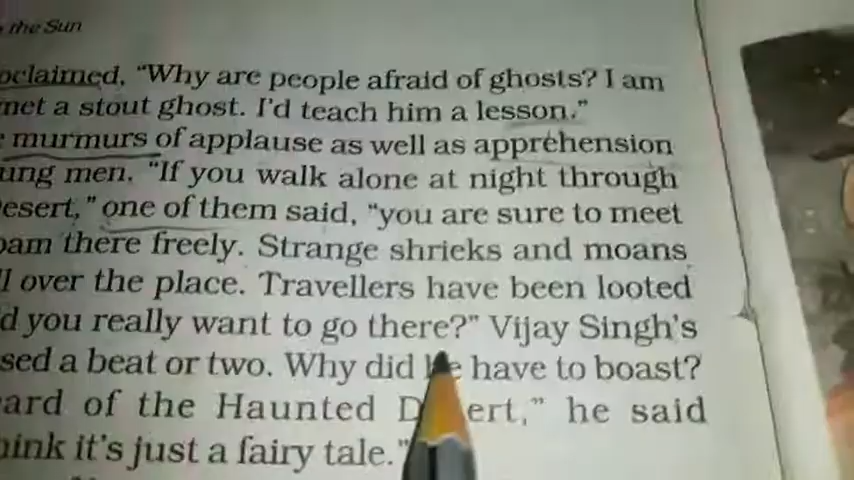 the Sun
oclaimed, “Why are people afraid of ghosts? I am
met a stout ghost. I'd teach him a lesson.”
murmurs of applause as well as apprehension
ung men. “If you walk alone at night through
esert,” one of them said, “you are sure to meet
oam there freely. Strange shrieks and moans
ll over the place. Travellers have been looted
d you really want to go there?” Vijay Singh's
sed a beat or two. Why did he have to boast?
ard of the Haunted D ert,” he said
hink it's just a fairy tale.”